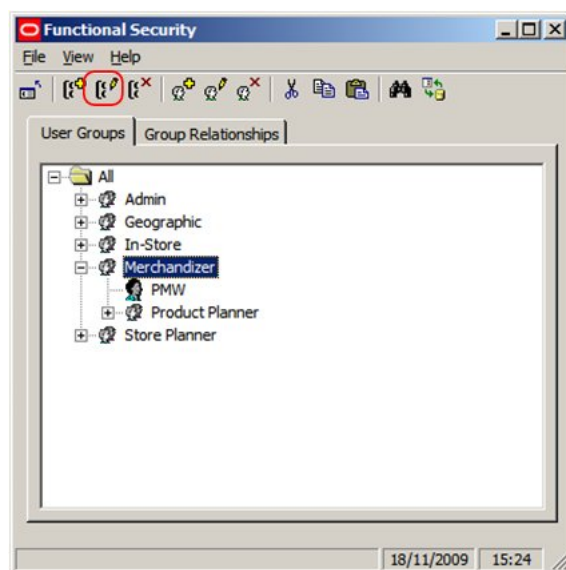 Functional Security
File View Help
User Groups Group Relationships
All
Admin
Geographic
In-Store
Merchandizer
PMW
Product Planner
Store Planner
18/11/2009 15:24